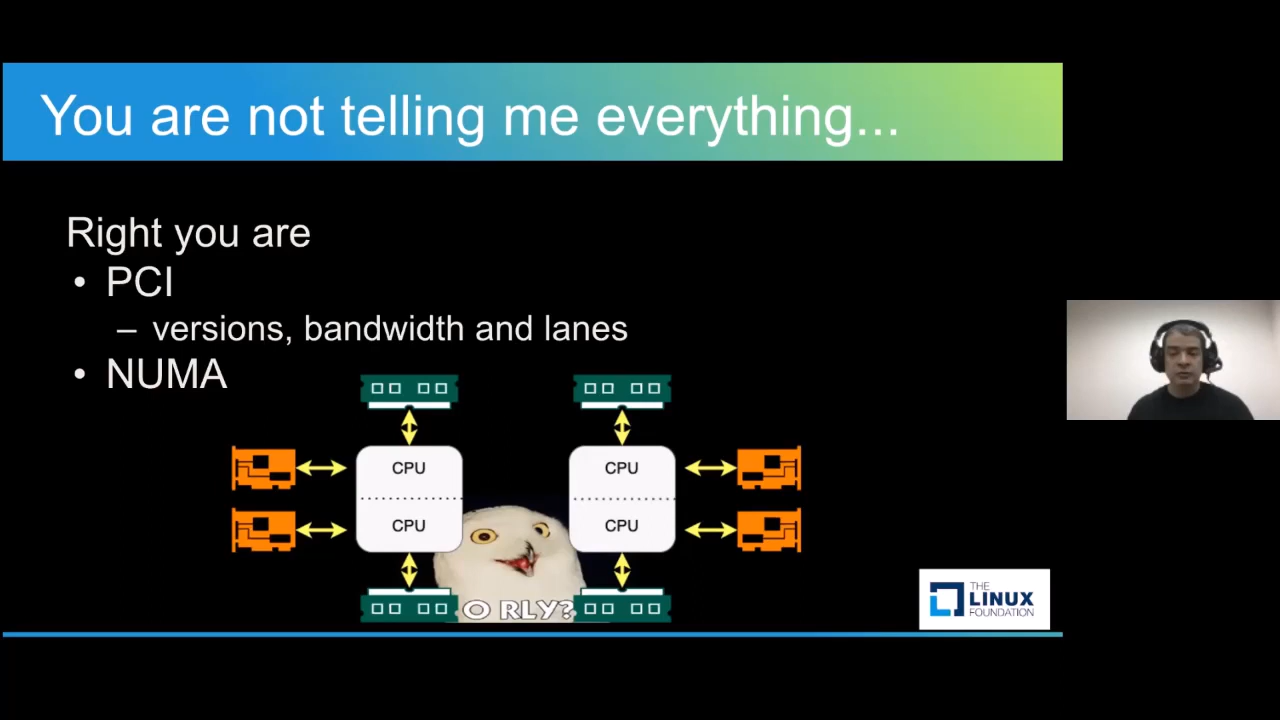 You are not telling me everything...
Right you are
• PCI
– versions, bandwidth and lanes
• NUMA
CPU
CPU
CPU
CPU
O RLY?
THE
LINUX
FOUNDATION